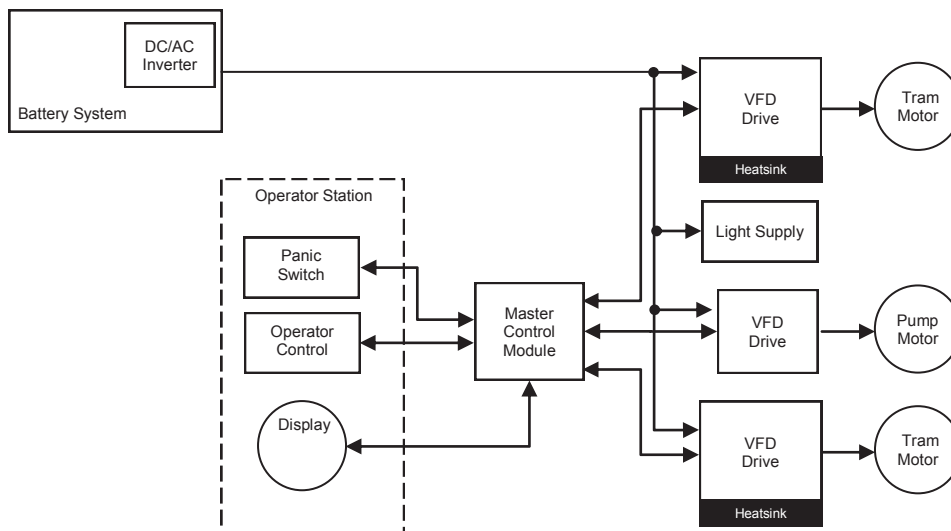 DC/AC
Inverter
Battery System
VFD
Drive
Heatsink
Tram
Motor
Operator Station
Light Supply
Panic
Switch
Operator
Control
Display
Master
Control
Module
VFD
Drive
Pump
Motor
VFD
Drive
Heatsink
Tram
Motor